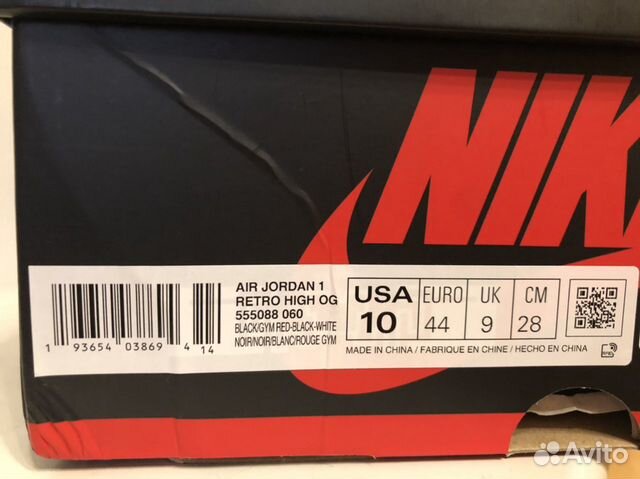 NIK
AIR JORDAN 1
RETRO HIGH OG
555088 060
BLACK/GYM RED-BLACK-WHITE
NOIR/NOIR/BLANC/ROUGE GYM
1 93654 03869 4 14
USA EURO UK CM
10 44 9 28
MADE IN CHINA / FABRIQUE EN CHINE / HECHO EN CHINA
Avito